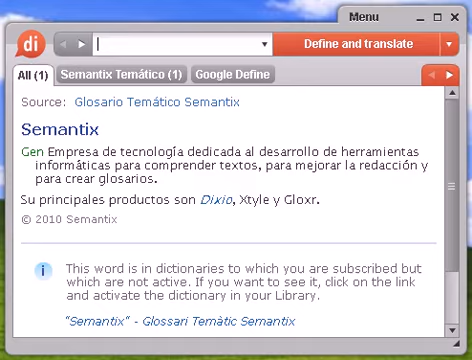 Menu
di
Define and translate
All (1)
Semantix Temático (1)
Google Define
Source: Glosario Temático Semantix
Semantix
Gen Empresa de tecnología dedicada al desarrollo de herramientas
informáticas para comprender textos, para mejorar la redacción y
para crear glosarios.
Su principales productos son Dixio, Xtyle y Gloxr.
© 2010 Semantix
i
This word is in dictionaries to which you are subscribed but
which are not active. If you want to see it, click on the link
and activate the dictionary in your Library.
"Semantix" - Glossari Temàtic Semantix